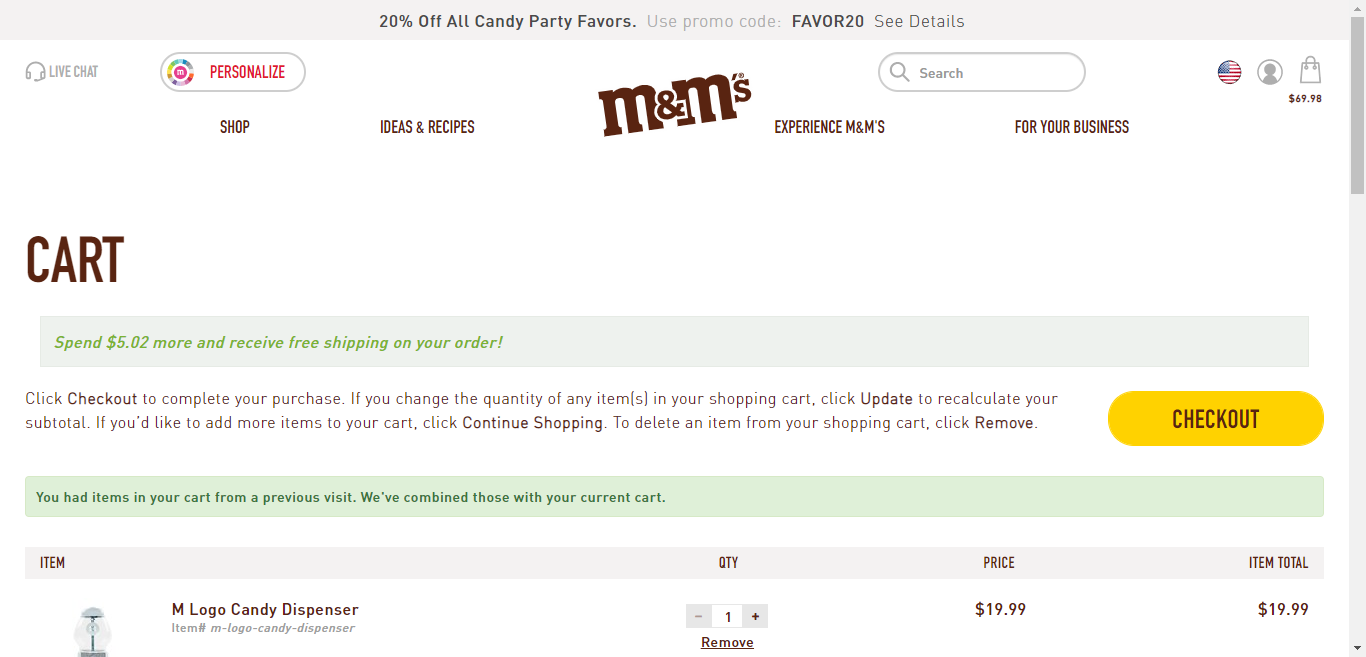 20% Off All Candy Party Favors. Use promo code: FAVOR20 See Details
LIVE CHAT
m
PERSONALIZE
Search
$69.98
m&m's®
SHOP
IDEAS & RECIPES
EXPERIENCE M&M'S
FOR YOUR BUSINESS
CART
Spend $5.02 more and receive free shipping on your order!
Click Checkout to complete your purchase. If you change the quantity of any item(s) in your shopping cart, click Update to recalculate your
subtotal. If you’d like to add more items to your cart, click Continue Shopping. To delete an item from your shopping cart, click Remove.
CHECKOUT
You had items in your cart from a previous visit. We've combined those with your current cart.
ITEM QTY PRICE ITEM TOTAL
M Logo Candy Dispenser
Item# m-logo-candy-dispenser
− 1 +
Remove
$19.99
$19.99